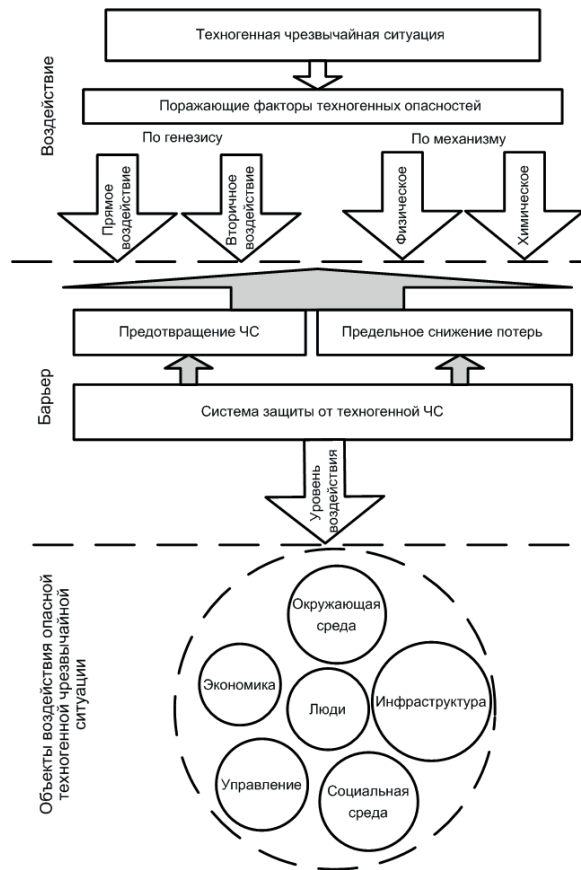 Воздействие
Техногенная чрезвычайная ситуация
Поражающие факторы техногенных опасностей
По генезису
По механизму
Прямое
воздействие
Вторичное
воздействие
Физическое
Химическое
Барьер
Предотвращение ЧС
Предельное снижение потерь
Система защиты от техногенной ЧС
Уровень
воздействия
Объекты воздействия опасной
техногенной чрезвычайной
ситуации
Окружающая
среда
Экономика
Люди
Инфраструктура
Управление
Социальная
среда